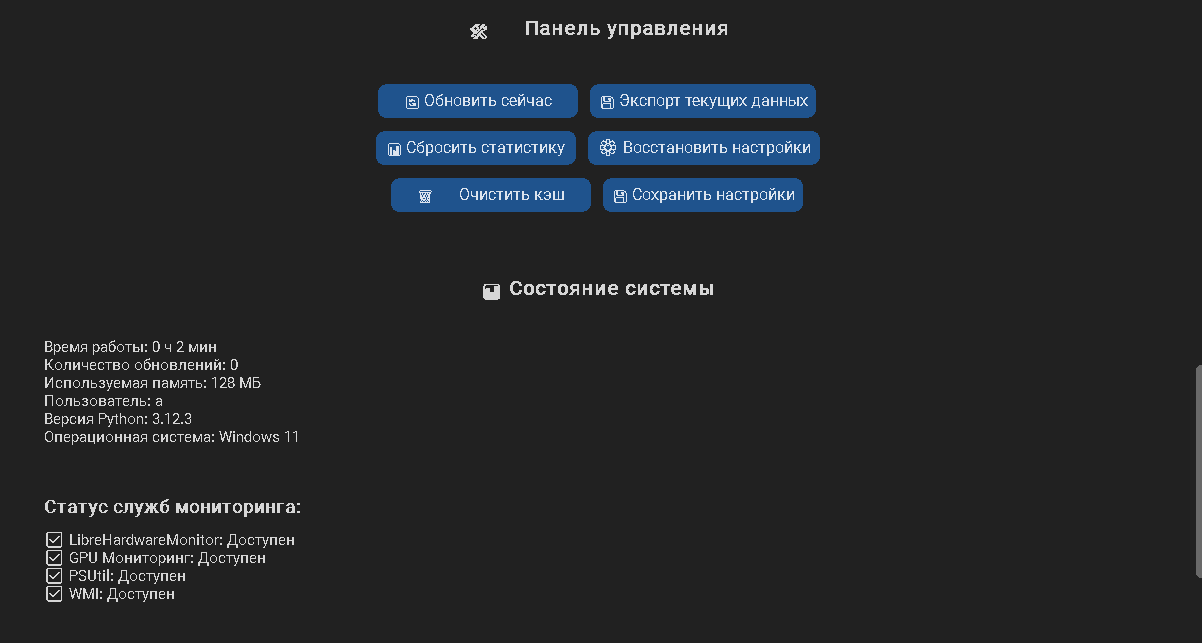 Панель управления
Обновить сейчас
Экспорт текущих данных
Сбросить статистику
Восстановить настройки
Очистить кэш
Сохранить настройки
Состояние системы
Время работы: 0 ч 2 мин
Количество обновлений: 0
Используемая память: 128 МБ
Пользователь: a
Версия Python: 3.12.3
Операционная система: Windows 11
Статус служб мониторинга:
LibreHardwareMonitor: Доступен
GPU Мониторинг: Доступен
PSUtil: Доступен
WMI: Доступен